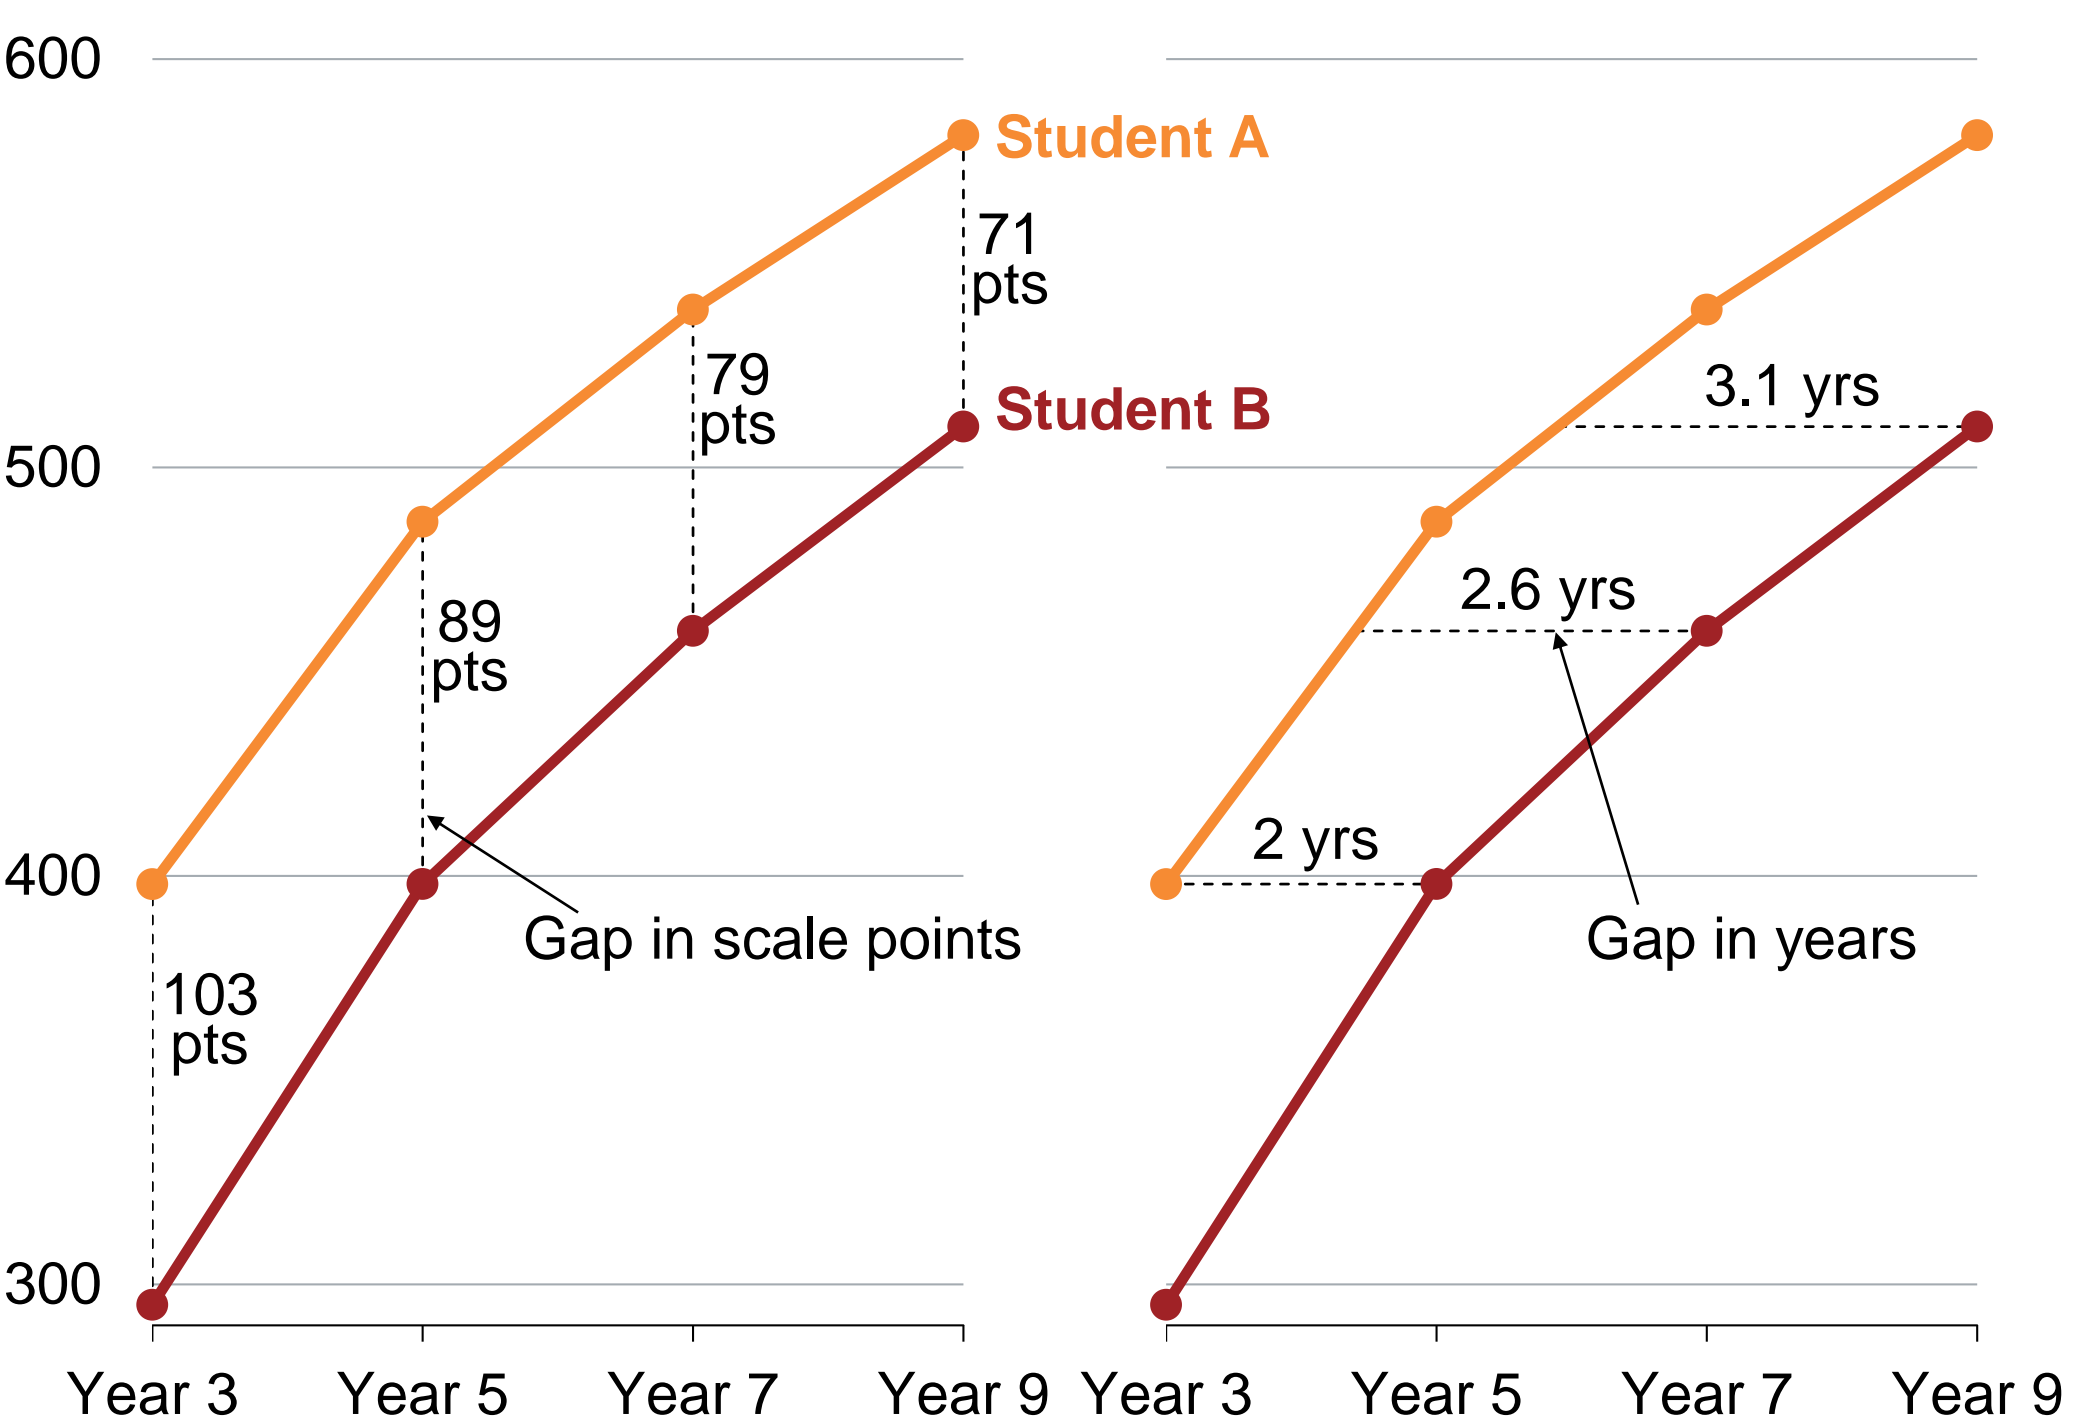 600
500
400
300
Student A
71
pts
79
pts
Student B
89
pts
Gap in scale points
103
pts
Year 3 Year 5 Year 7 Year 9
3.1 yrs
2.6 yrs
2 yrs
Gap in years
Year 3 Year 5 Year 7 Year 9